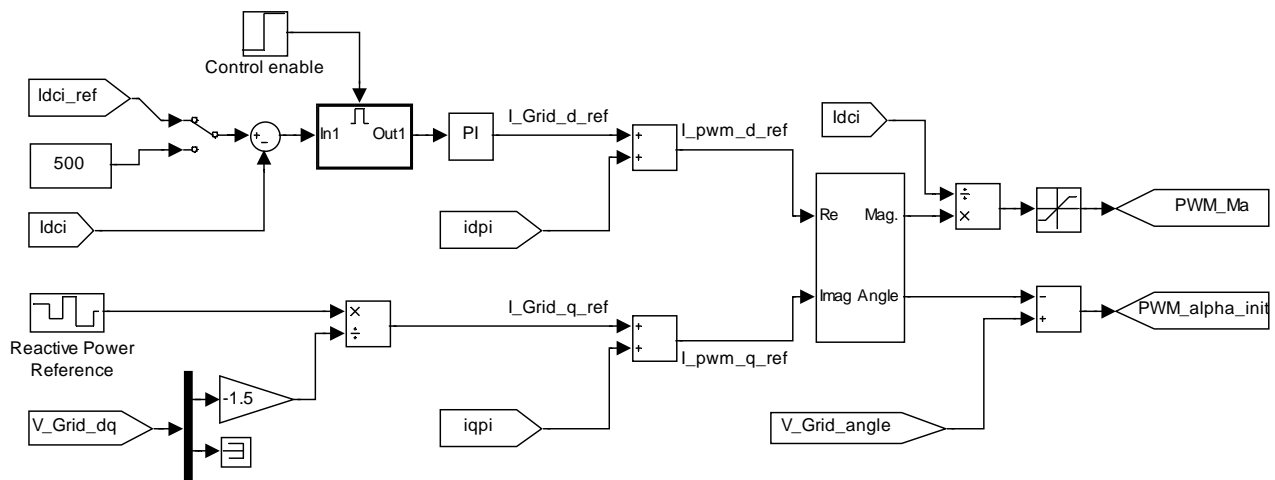 Control enable
Idci_ref
500
Idci
+
−
In1
Out1
PI
I_Grid_d_ref
+
+
I_pwm_d_ref
idpi
Idci
Re
Mag.
Imag
Angle
÷
×
PWM_Ma
Reactive Power
Reference
×
÷
I_Grid_q_ref
+
+
I_pwm_q_ref
−
+
PWM_alpha_init
-1.5
V_Grid_dq
iqpi
V_Grid_angle